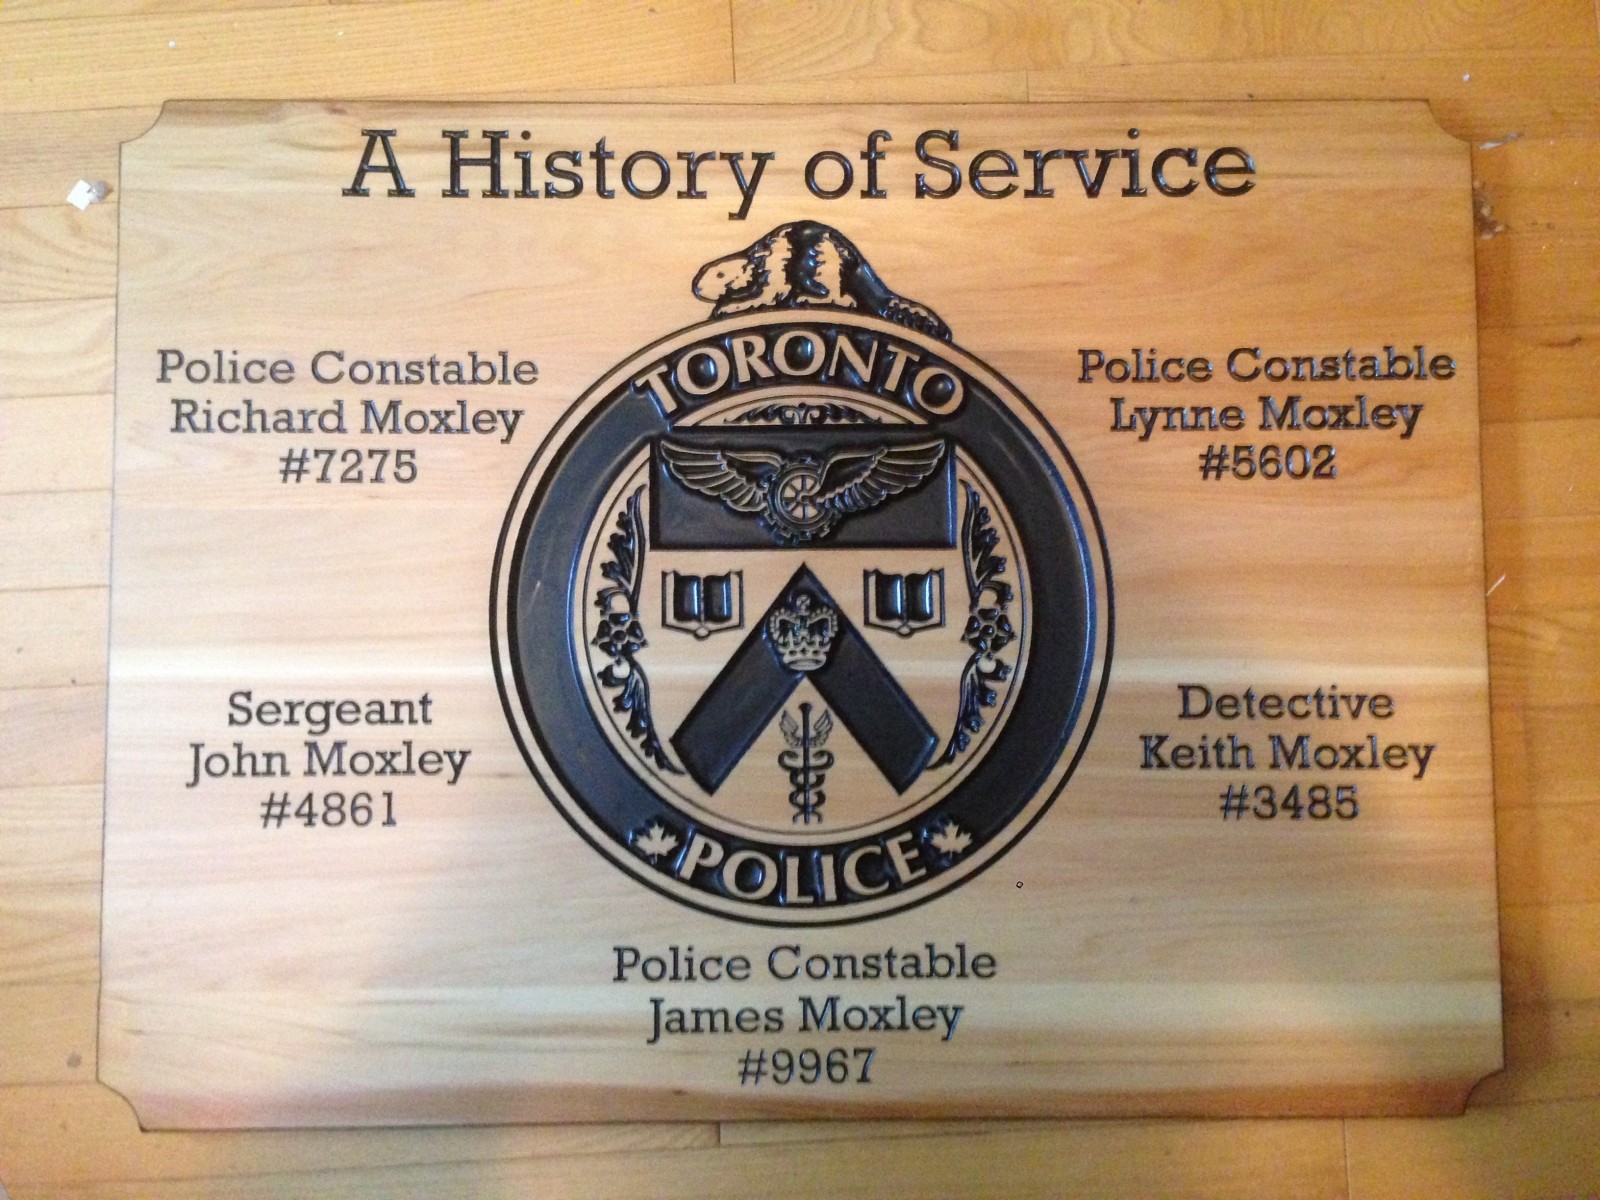 A History of Service
TORONTO
POLICE
Police Constable
Richard Moxley
#7275
Police Constable
Lynne Moxley
#5602
Sergeant
John Moxley
#4861
Detective
Keith Moxley
#3485
Police Constable
James Moxley
#9967